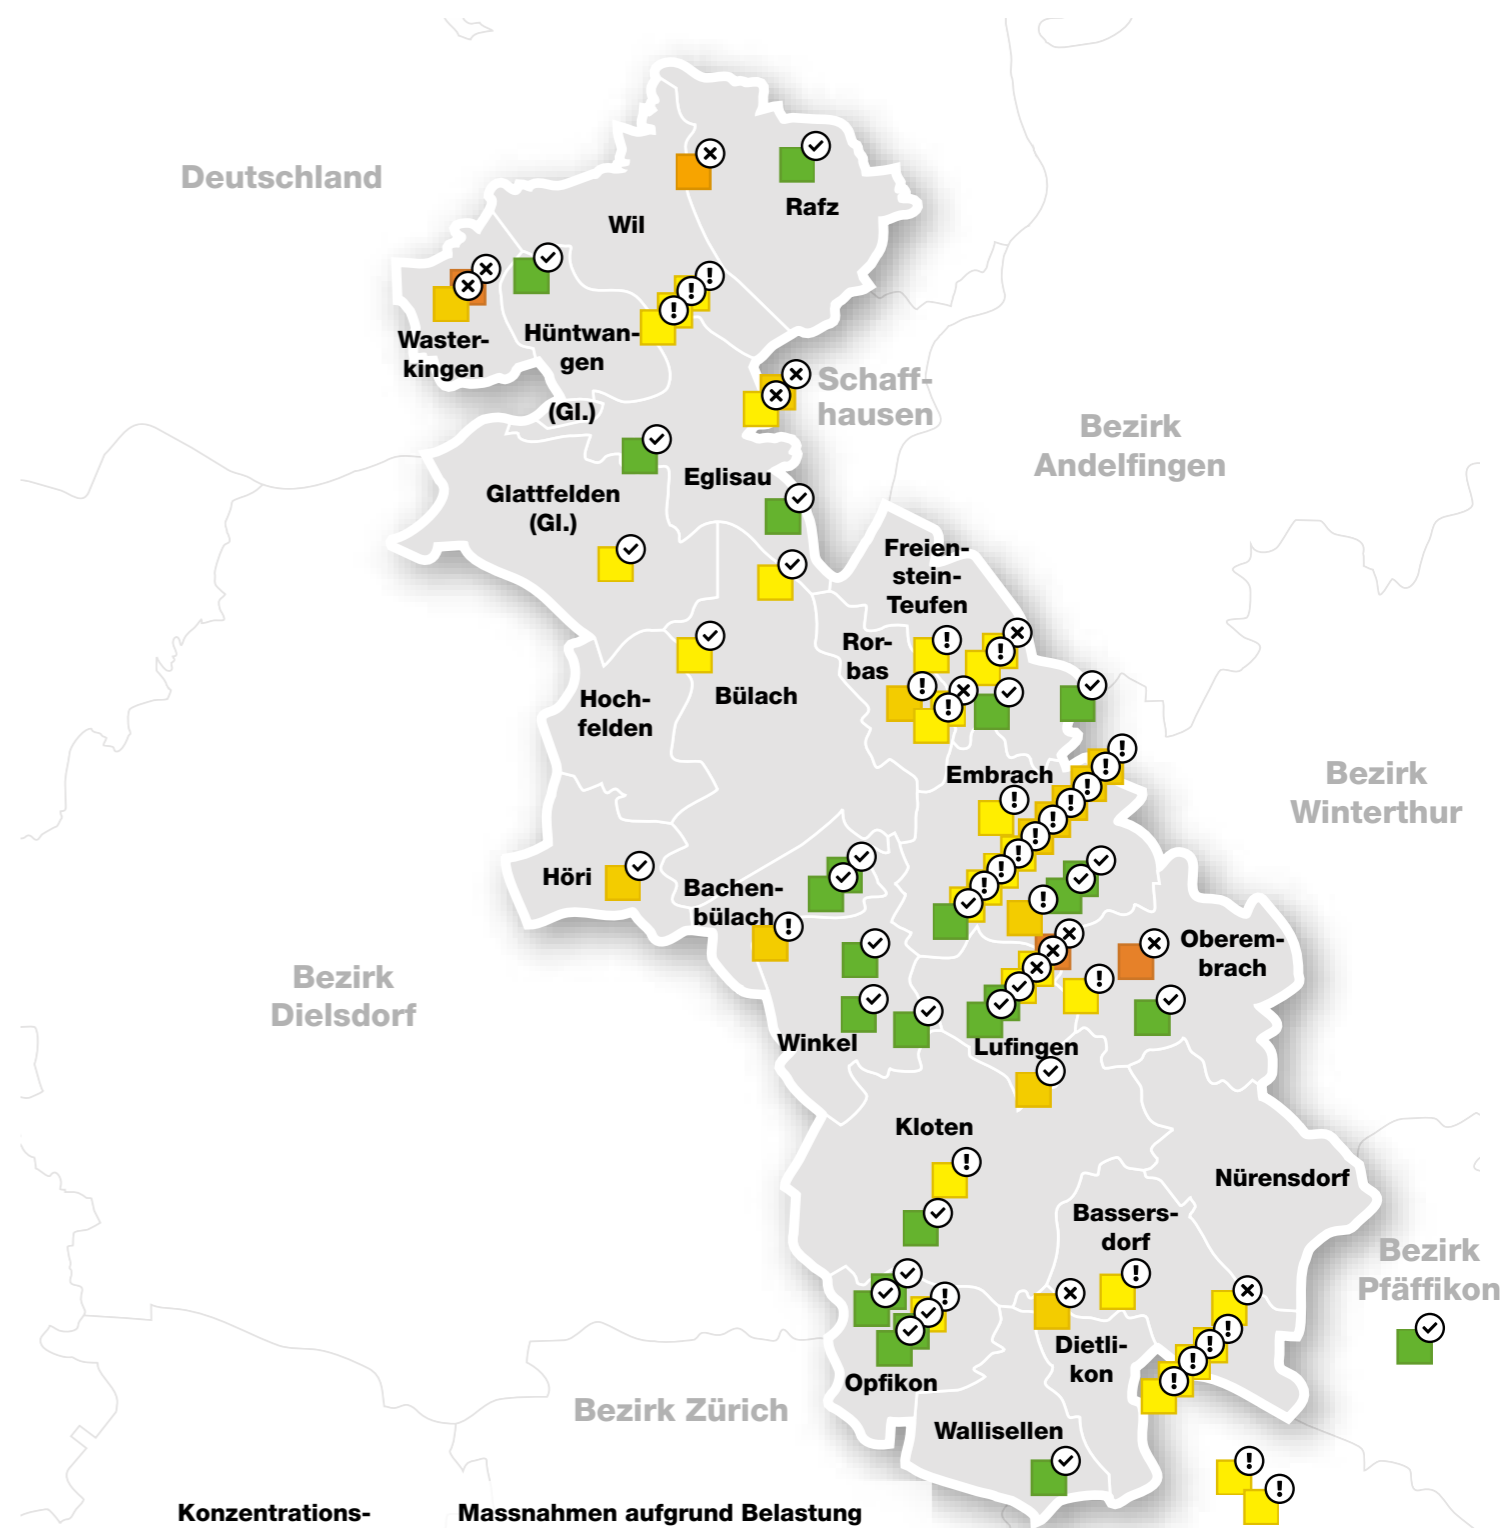 Deutschland
Rafz
Wil
Waster-
kingen
Hüntwan-
gen
(Gl.)
Schaff-
hausen
Bezirk
Andelfingen
Eglisau
Glattfelden
(Gl.)
Freien-
stein-
Teufen
Ror-
bas
Hoch-
felden
Bülach
Embrach
Bezirk
Winterthur
Höri
Bachen-
bülach
Oberem-
brach
Bezirk
Dielsdorf
Winkel
Lufingen
Kloten
Nürensdorf
Bassers-
dorf
Bezirk
Pfäffikon
Dietli-
kon
Opfikon
Bezirk Zürich
Wallisellen
Konzentrations-
Massnahmen aufgrund Belastung